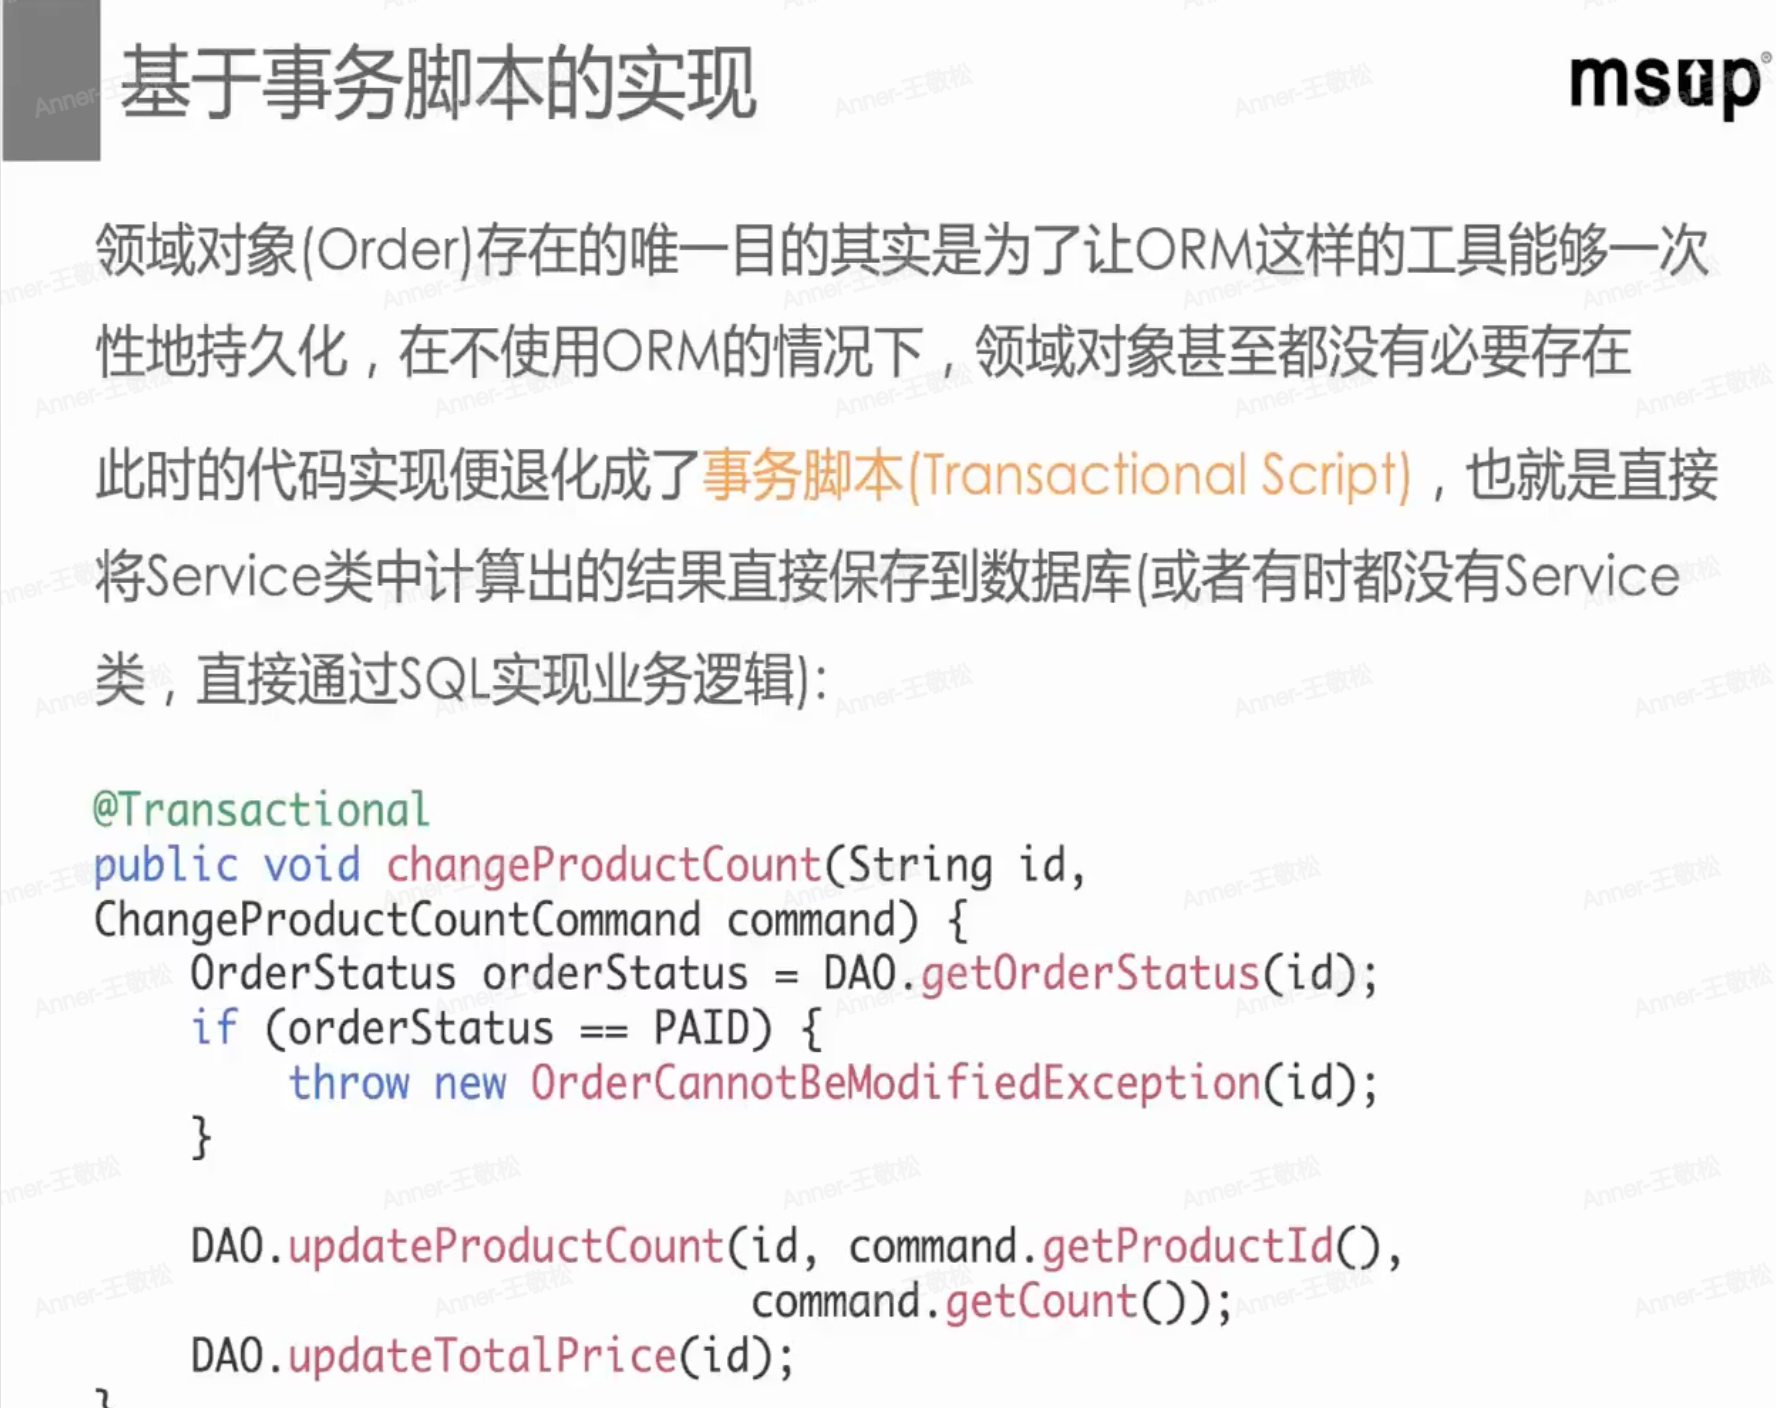 基于事务脚本的实现
msup®
领域对象(Order)存在的唯一目的其实是为了让ORM这样的工具能够一次
性地持久化，在不使用ORM的情况下，领域对象甚至都没有必要存在
此时的代码实现便退化成了事务脚本(Transactional Script)，也就是直接
将Service类中计算出的结果直接保存到数据库(或者有时都没有Service
类，直接通过SQL实现业务逻辑)：
@Transactional
public void changeProductCount(String id,
ChangeProductCountCommand command) {
    OrderStatus orderStatus = DAO.getOrderStatus(id);
    if (orderStatus == PAID) {
        throw new OrderCannotBeModifiedException(id);
    }
    DAO.updateProductCount(id, command.getProductId(),
                           command.getCount());
    DAO.updateTotalPrice(id);
}
Anner-王敬松